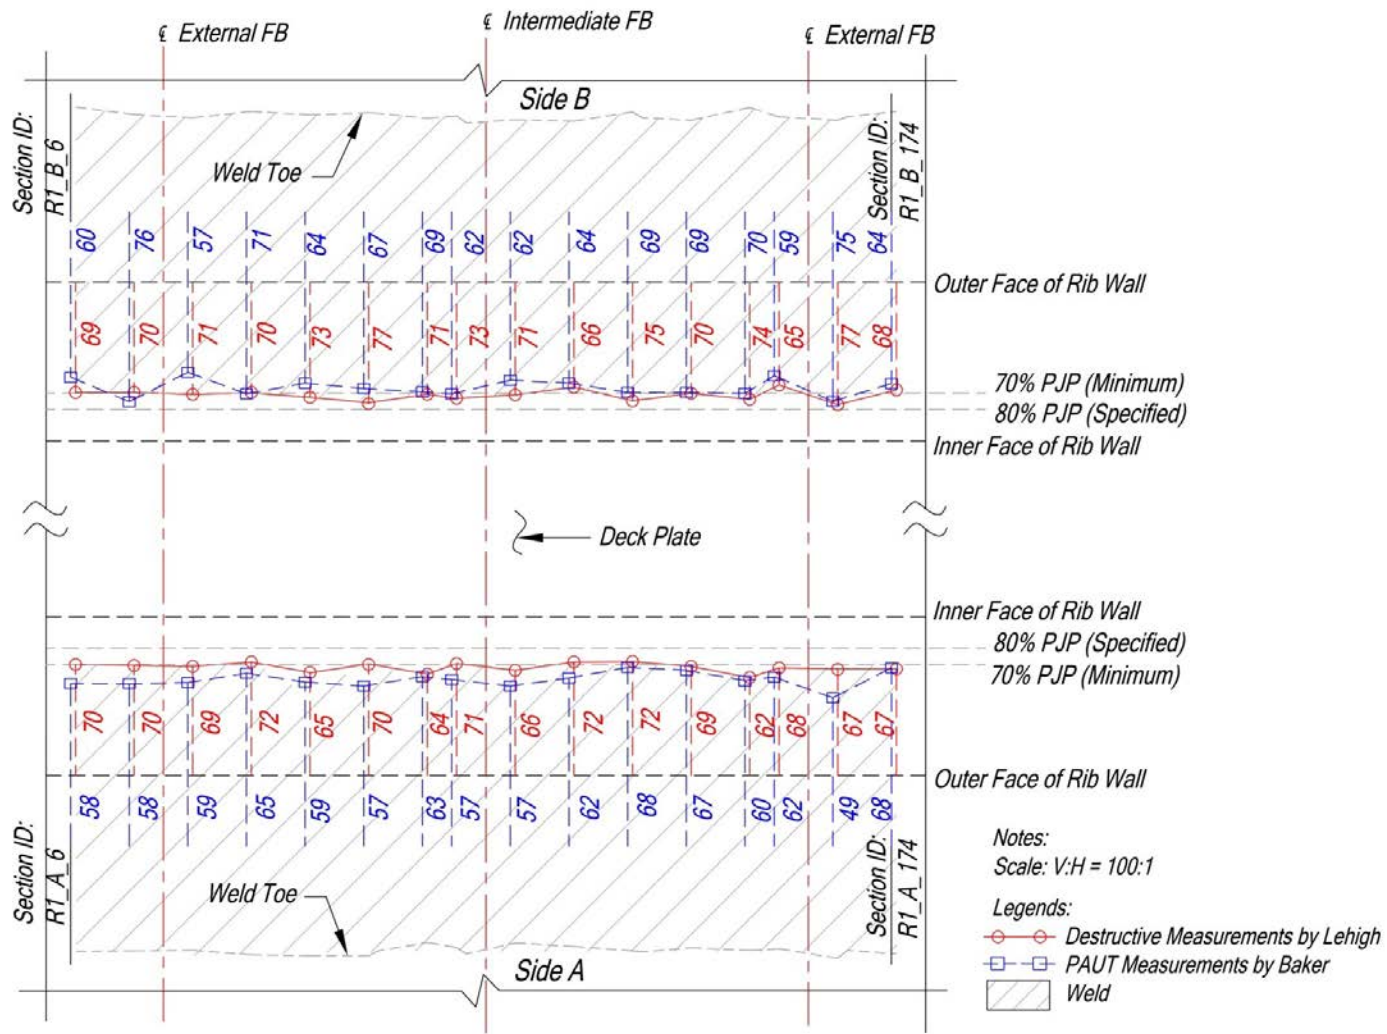 ℄ External FB
℄ Intermediate FB
℄ External FB
Side B
Section ID:
R1_B_6
Weld Toe
Section ID:
R1_B_174
60 76 57 71 64 67 69 62 62 64 69 69 70 59 75 64
Outer Face of Rib Wall
69 70 71 70 73 77 71 73 71 66 75 70 74 65 77 68
70% PJP (Minimum)
80% PJP (Specified)
Inner Face of Rib Wall
Deck Plate
Inner Face of Rib Wall
80% PJP (Specified)
70% PJP (Minimum)
70 70 69 72 65 70 64 71 66 72 72 69 62 68 67 67
Outer Face of Rib Wall
58 58 59 65 59 57 63 57 57 62 68 67 60 62 49 68
Section ID:
R1_A_6
Weld Toe
Section ID:
R1_A_174
Side A
Notes:
Scale: V:H = 100:1
Legends:
Destructive Measurements by Lehigh
PAUT Measurements by Baker
Weld